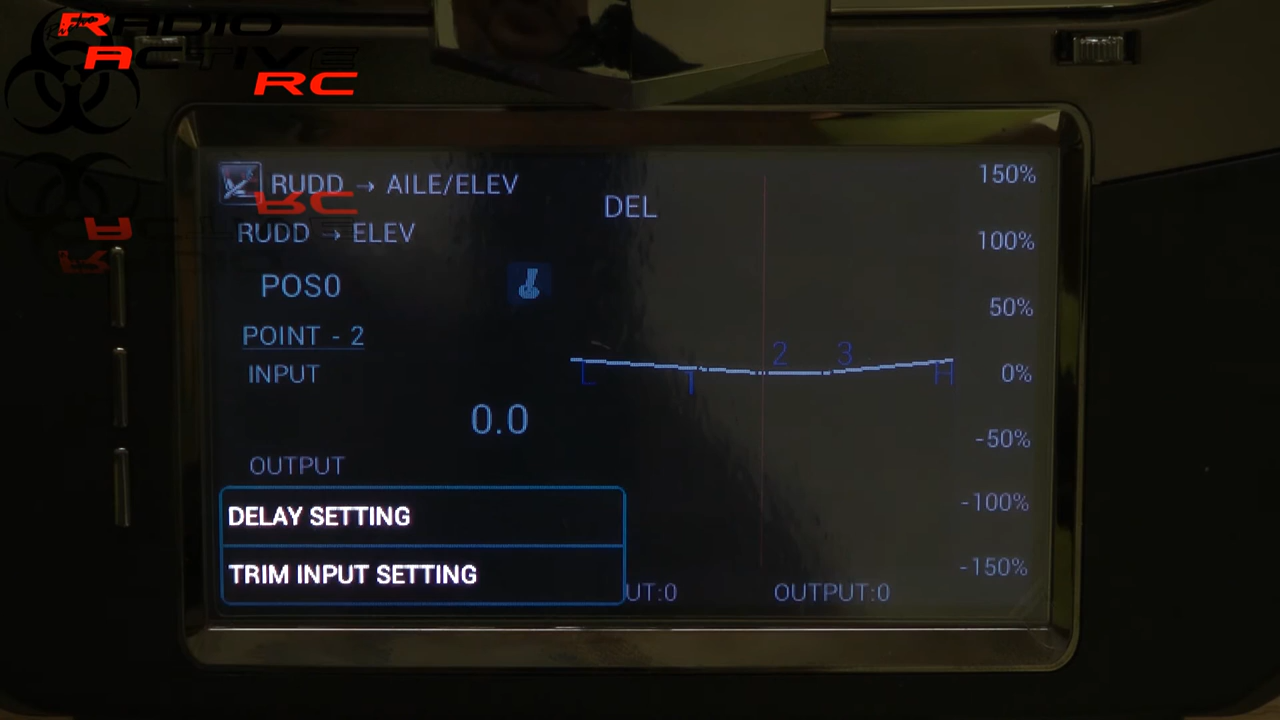 RADIO
ACTIVE
RC
RUDD → AILE/ELEV
DEL
RUDD → ELEV
POS0
POINT - 2
INPUT
0.0
OUTPUT
DELAY SETTING
TRIM INPUT SETTING
150%
100%
50%
0%
-50%
-100%
-150%
L
1
2
3
H
UT:0
OUTPUT:0